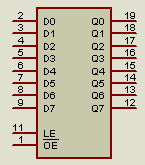 2 D0 Q0 19
3 D1 Q1 18
4 D2 Q2 17
5 D3 Q3 16
6 D4 Q4 15
7 D5 Q5 14
8 D6 Q6 13
9 D7 Q7 12
11 LE
1 OE